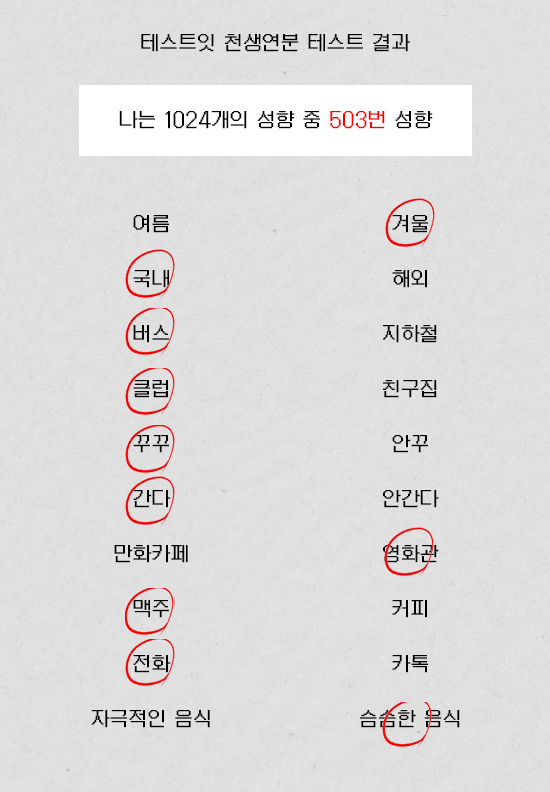 테스트잇 천생연분 테스트 결과
나는 1024개의 성향 중 503번 성향
여름 겨울
국내 해외
버스 지하철
클럽 친구집
꾸꾸 안꾸
간다 안간다
만화카페 영화관
맥주 커피
전화 카톡
자극적인 음식 슴슴한 음식